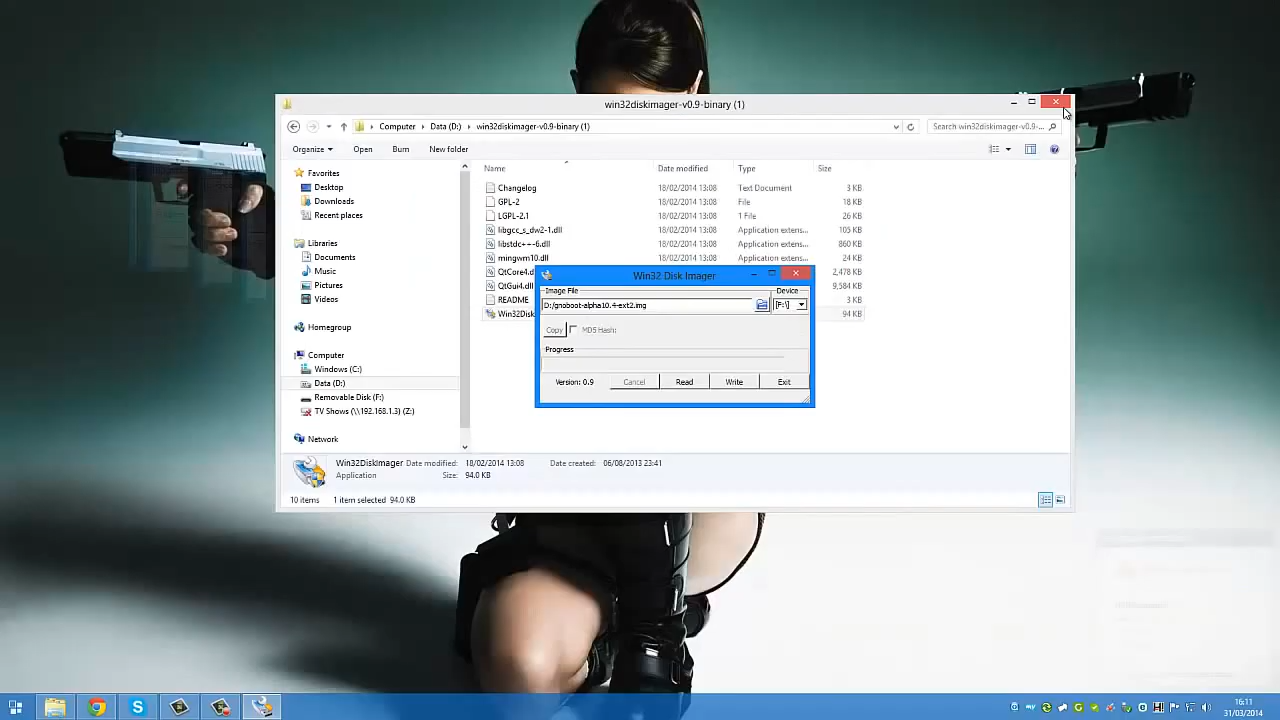 win32diskimager-v0.9-binary (1)
Computer Data (D:) win32diskimager-v0.9-binary (1)
Search win32diskimager-v0.9-...
Organize Open Burn New folder
Name Date modified Type Size
Favorites
Desktop
Downloads
Recent places
Libraries
Documents
Music
Pictures
Videos
Homegroup
Computer
Windows (C:)
Data (D:)
Removable Disk (F:)
TV Shows (\\192.168.1.3) (Z:)
Network
Changelog 18/02/2014 13:08 Text Document 3 KB
GPL-2 18/02/2014 13:08 File 18 KB
LGPL-2.1 18/02/2014 13:08 1 File 26 KB
libgcc_s_dw2-1.dll 18/02/2014 13:08 Application extens... 105 KB
libstdc++-6.dll 18/02/2014 13:08 Application extens... 860 KB
mingwm10.dll 18/02/2014 13:08 Application extens... 24 KB
QtCore4.d 2,478 KB
QtGui4.dl 9,584 KB
README 3 KB
Win32Disk 94 KB
Win32 Disk Imager
Image File Device
D:/gnoboot-alpha10.4-ext2.img [F:\]
Copy MD5 Hash:
Progress
Version: 0.9 Cancel Read Write Exit
Win32DiskImager Date modified: 18/02/2014 13:08 Date created: 06/08/2013 23:41
Application Size: 94.0 KB
10 items 1 item selected 94.0 KB
16:11
31/03/2014